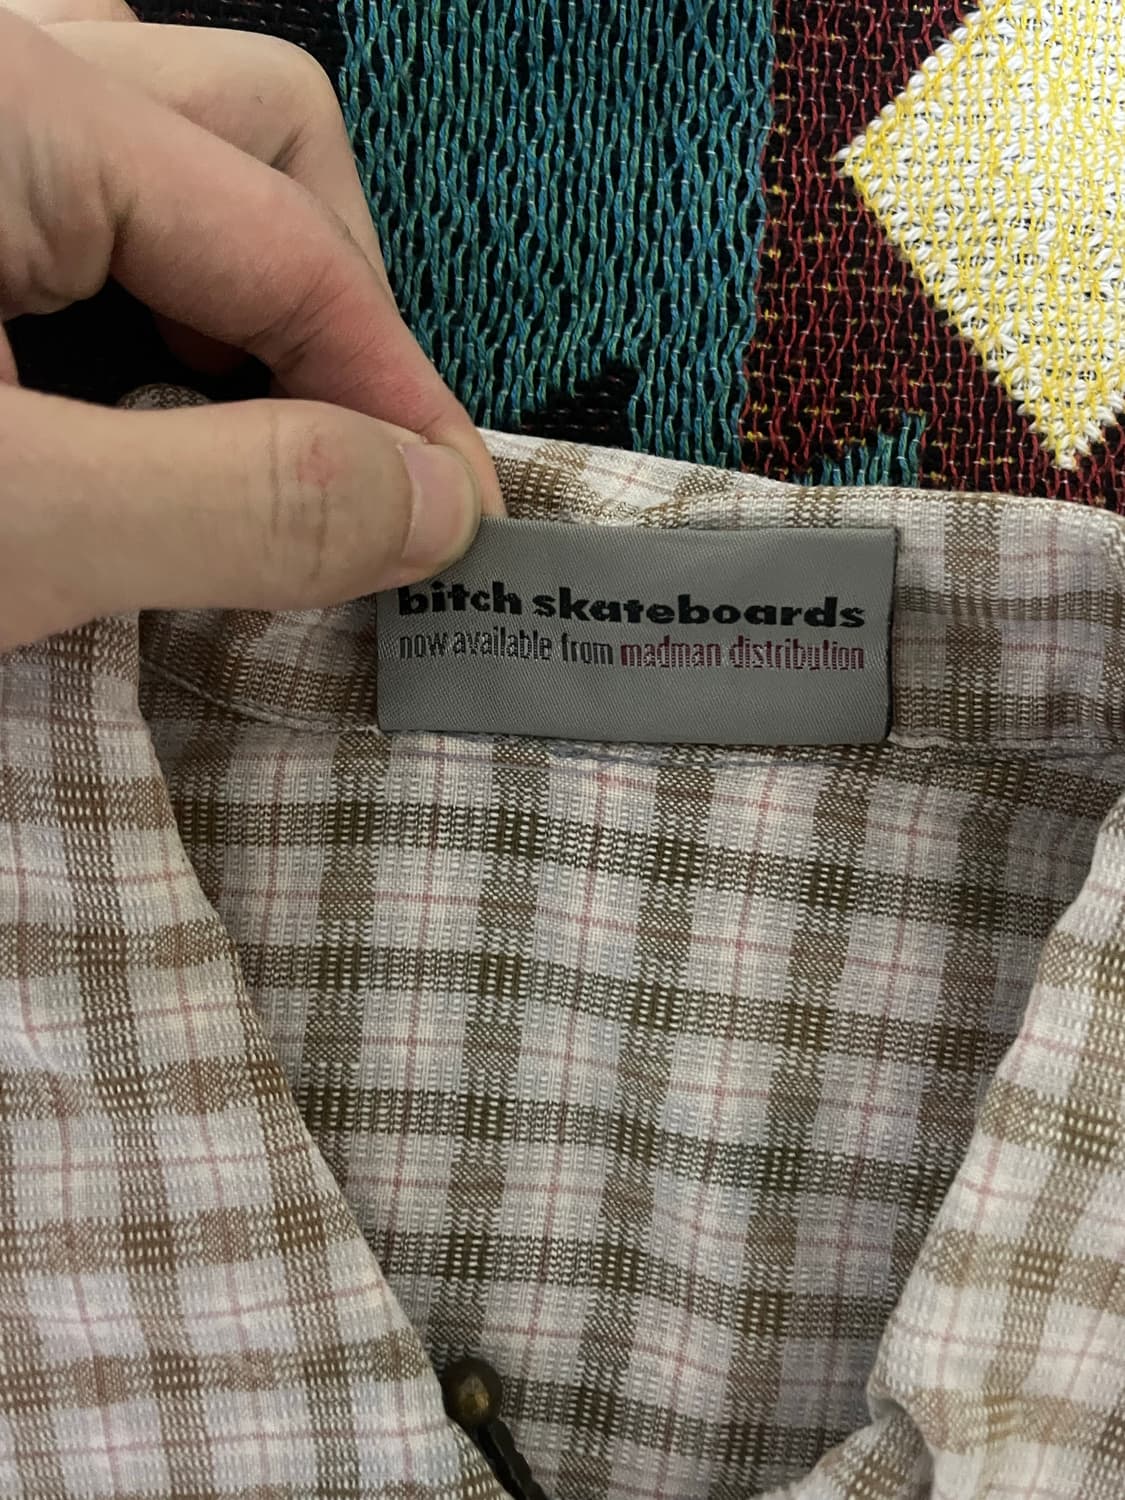 bitch skateboards
now available from madman distribution